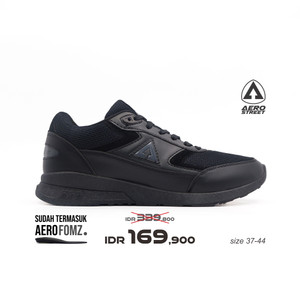 AERO
STREET
SUDAH TERMASUK
AEROFOMZ.
IDR 339,900
IDR 169,900
size 37-44